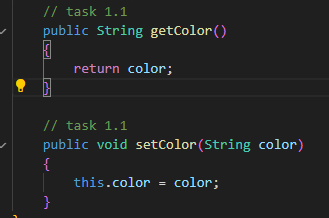 // task 1.1
public String getColor()
{
return color;
}
// task 1.1
public void setColor(String color)
{
this.color = color;
}